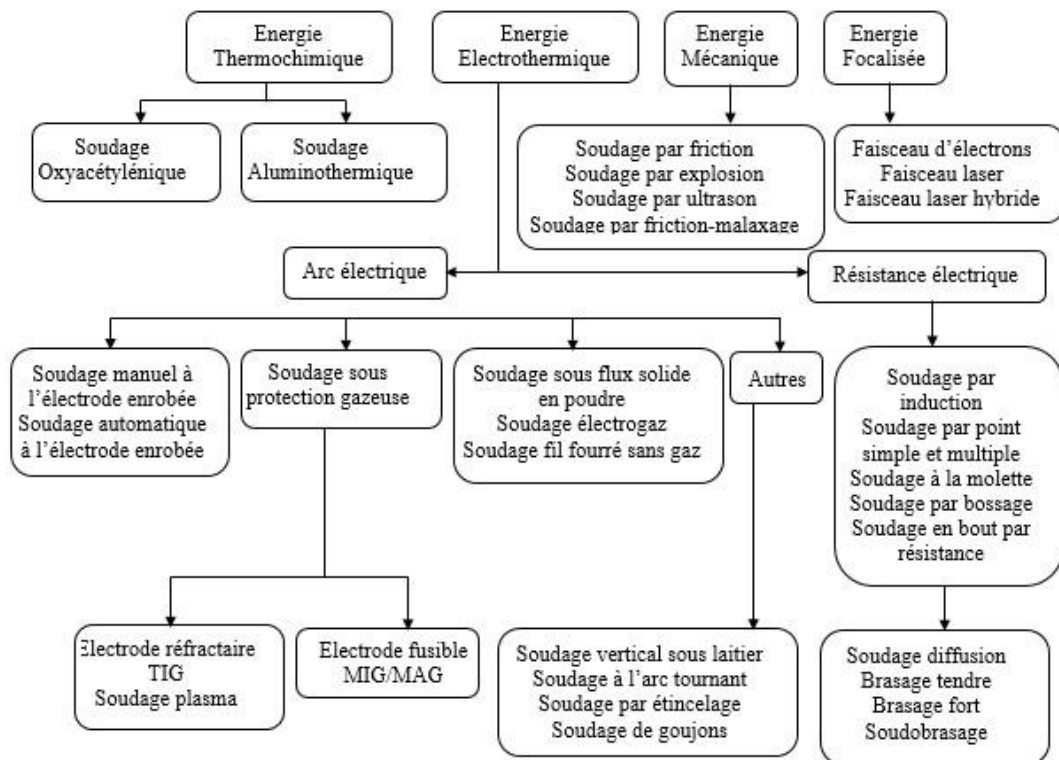 Energie
Thermochimique
Energie
Electrothermique
Energie
Mécanique
Energie
Focalisée
Soudage
Oxyacétylénique
Soudage
Aluminothermique
Soudage par friction
Soudage par explosion
Soudage par ultrason
Soudage par friction-malaxage
Faisceau d'électrons
Faisceau laser
Faisceau laser hybride
Arc électrique
Résistance électrique
Soudage manuel à
l'électrode enrobée
Soudage automatique
à l'électrode enrobée
Soudage sous
protection gazeuse
Soudage sous flux solide
en poudre
Soudage électrogaz
Soudage fil fourré sans gaz
Autres
Soudage par
induction
Soudage par point
simple et multiple
Soudage à la molette
Soudage par bossage
Soudage en bout par
résistance
Electrode réfractaire
TIG
Soudage plasma
Electrode fusible
MIG/MAG
Soudage vertical sous laitier
Soudage à l'arc tournant
Soudage par étincelage
Soudage de goujons
Soudage diffusion
Brasage tendre
Brasage fort
Soudobrasage